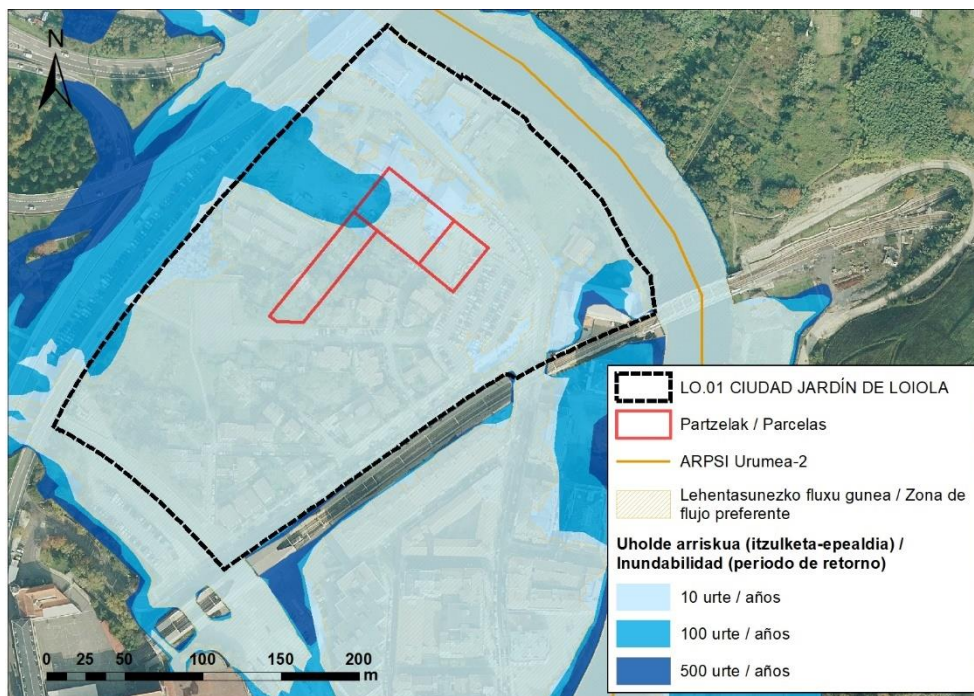 N
LO.01 CIUDAD JARDÍN DE LOIOLA
Partzelak / Parcelas
ARPSI Urumea-2
Lehentasunezko fluxu gunea / Zona de
flujo preferente
Uholde arriskua (itzulketa-epealdia) /
Inundabilidad (periodo de retorno)
10 urte / años
100 urte / años
500 urte / años
0 25 50 100 150 200
m